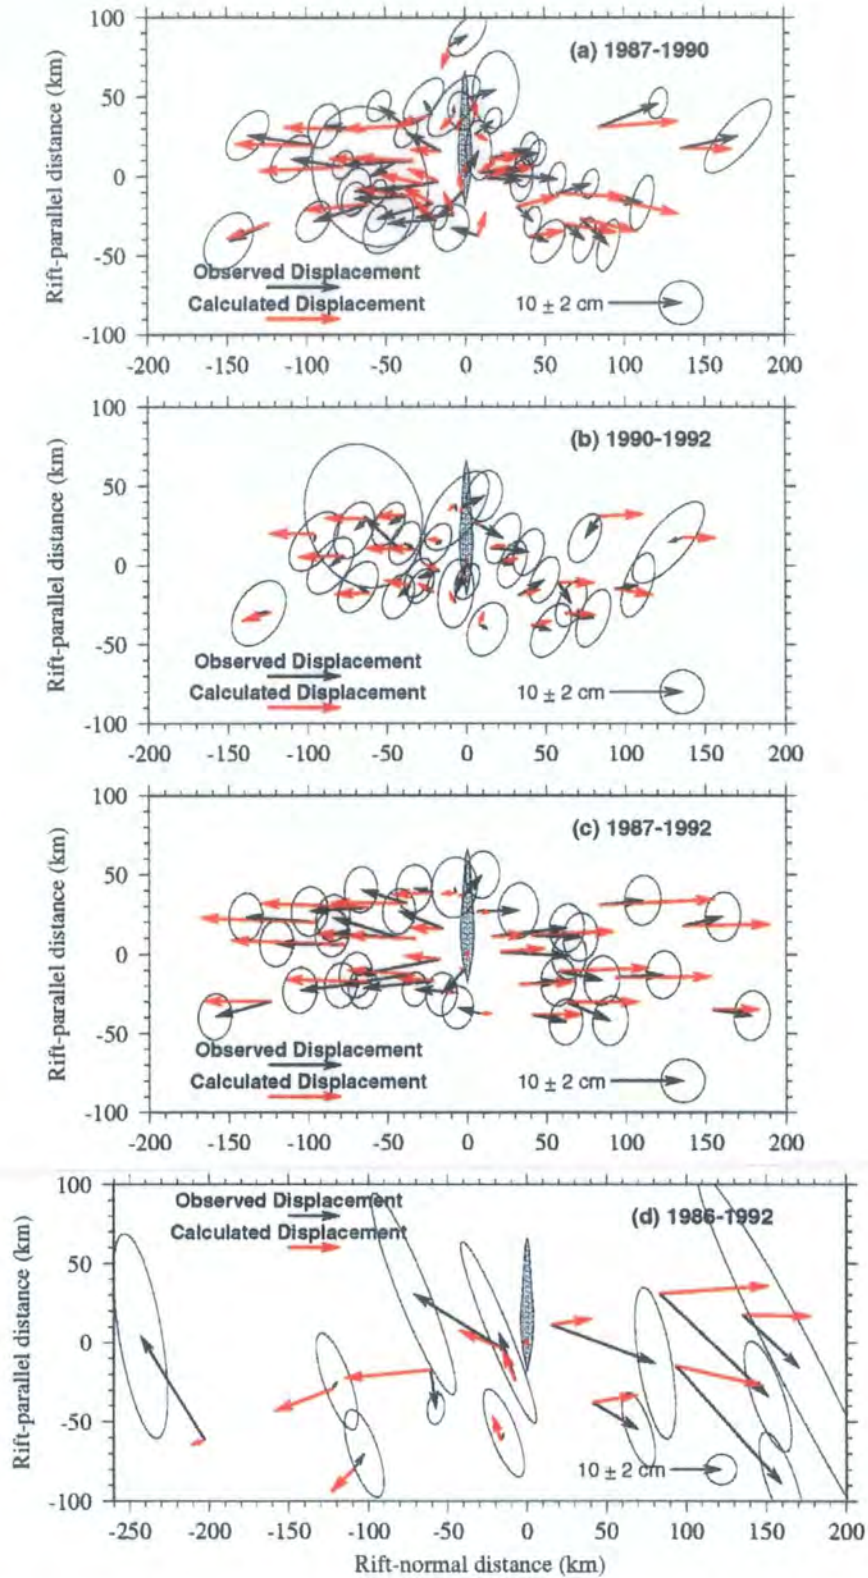 100
(a) 1987-1990
50
Rift-parallel distance (km)
0
-50
Observed Displacement
Calculated Displacement
10 ± 2 cm
-100
-200 -150 -100 -50 0 50 100 150 200
100
(b) 1990-1992
50
Rift-parallel distance (km)
0
-50
Observed Displacement
Calculated Displacement
10 ± 2 cm
-100
-200 -150 -100 -50 0 50 100 150 200
100
(c) 1987-1992
50
Rift-parallel distance (km)
0
-50
Observed Displacement
Calculated Displacement
10 ± 2 cm
-100
-200 -150 -100 -50 0 50 100 150 200
100
Observed Displacement
Calculated Displacement
(d) 1986-1992
50
Rift-parallel distance (km)
0
-50
10 ± 2 cm
-100
-250 -200 -150 -100 -50 0 50 100 150 200
Rift-normal distance (km)